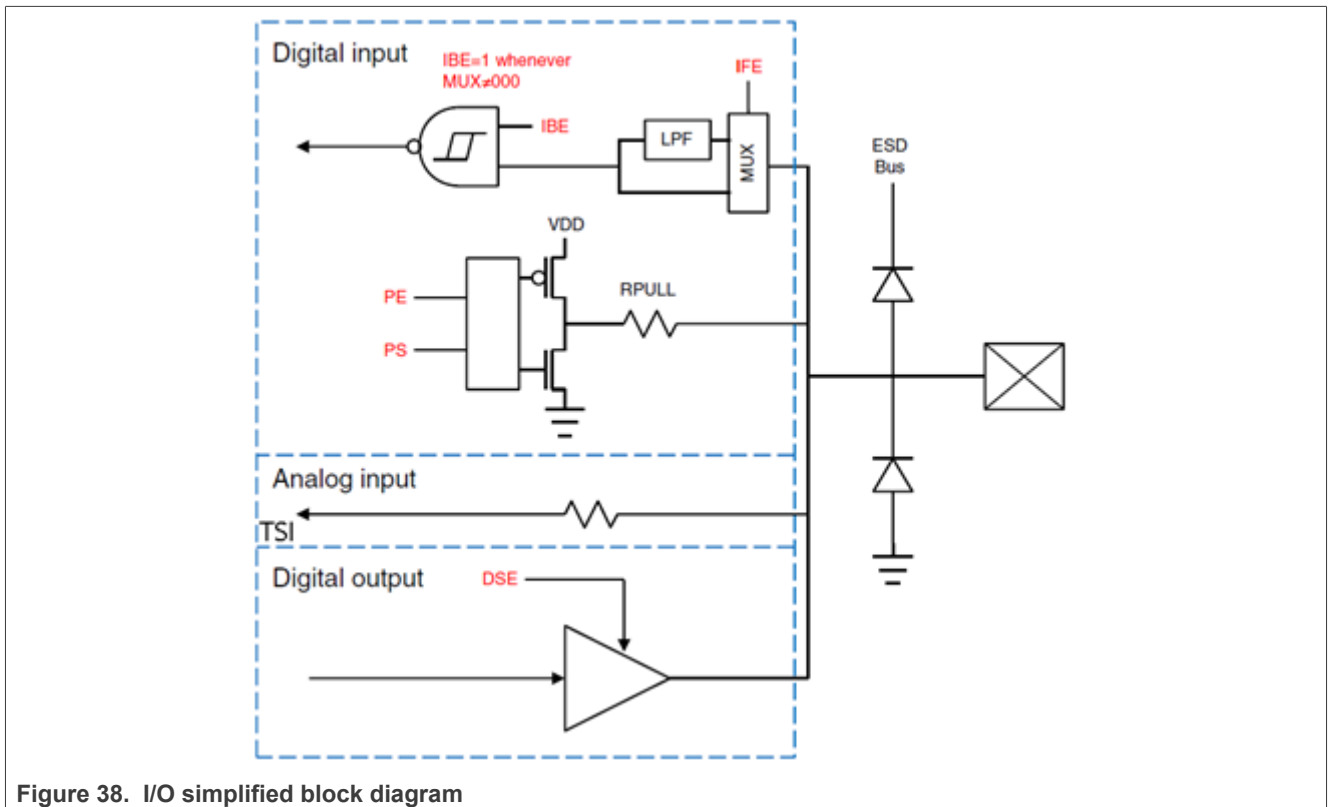 Digital input
IBE=1 whenever
MUX≠000
IFE
IBE
LPF
MUX
ESD
Bus
VDD
PE
RPULL
PS
Analog input
TSI
Digital output
DSE
Figure 38. I/O simplified block diagram